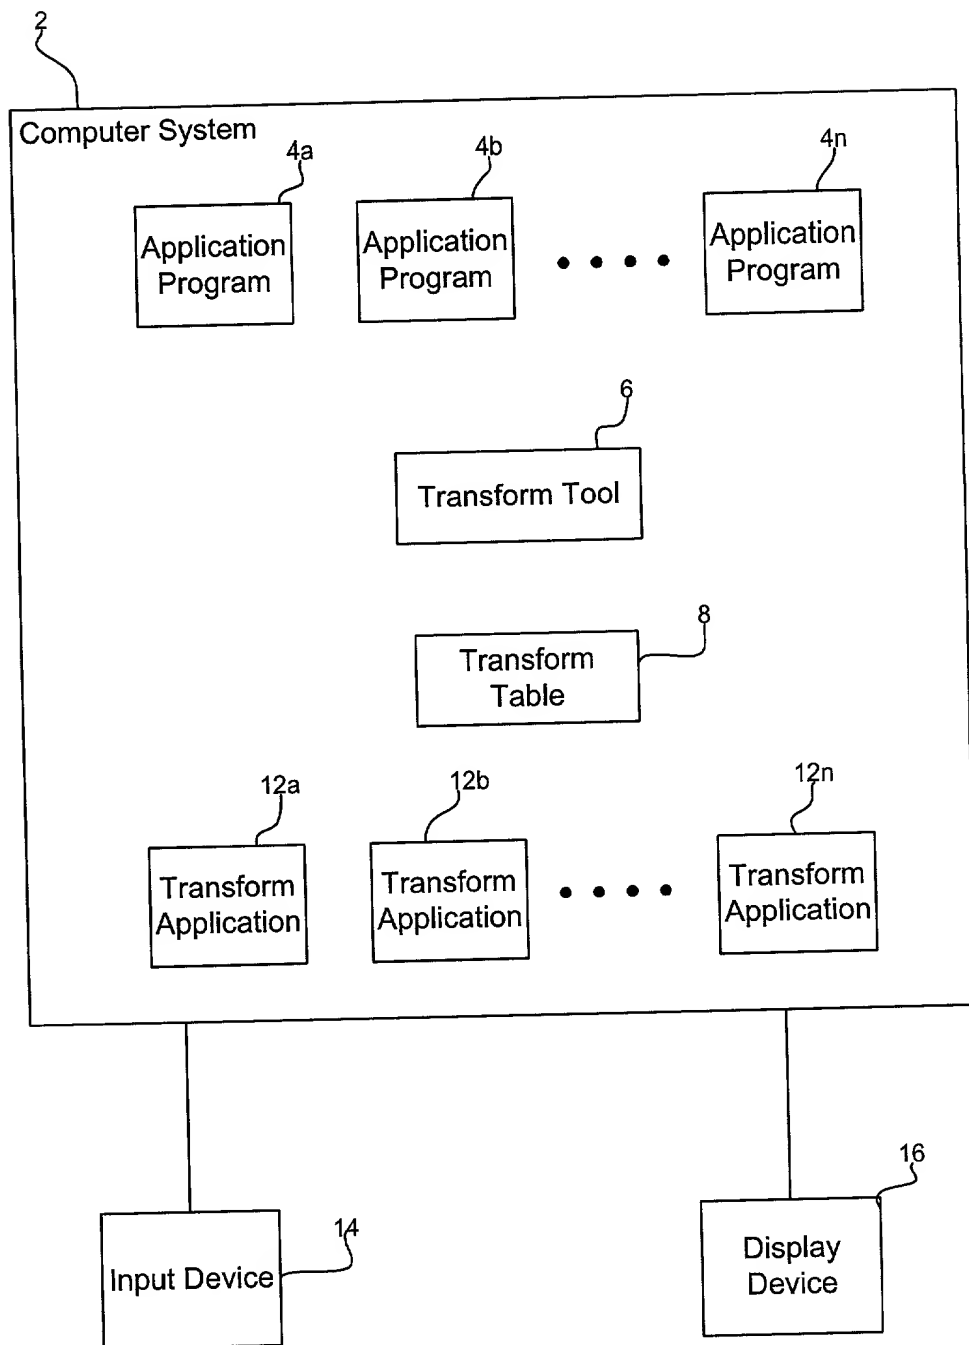 2
Computer System
4a
4b
4n
Application
Program
Application
Program
Application
Program
6
Transform Tool
8
Transform
Table
12a
12b
12n
Transform
Application
Transform
Application
Transform
Application
14
Input Device
16
Display
Device